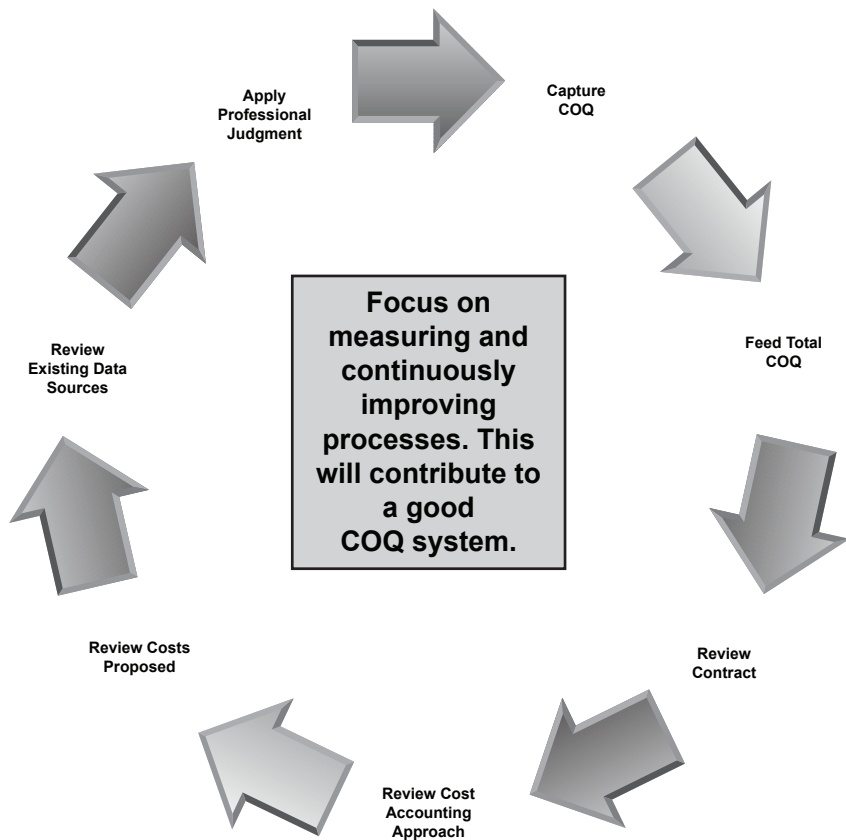 Apply
Professional
Judgment
Capture
COQ
Feed Total
COQ
Review
Contract
Review Cost
Accounting
Approach
Review Costs
Proposed
Review
Existing Data
Sources
Focus on
measuring and
continuously
improving
processes. This
will contribute to
a good
COQ system.